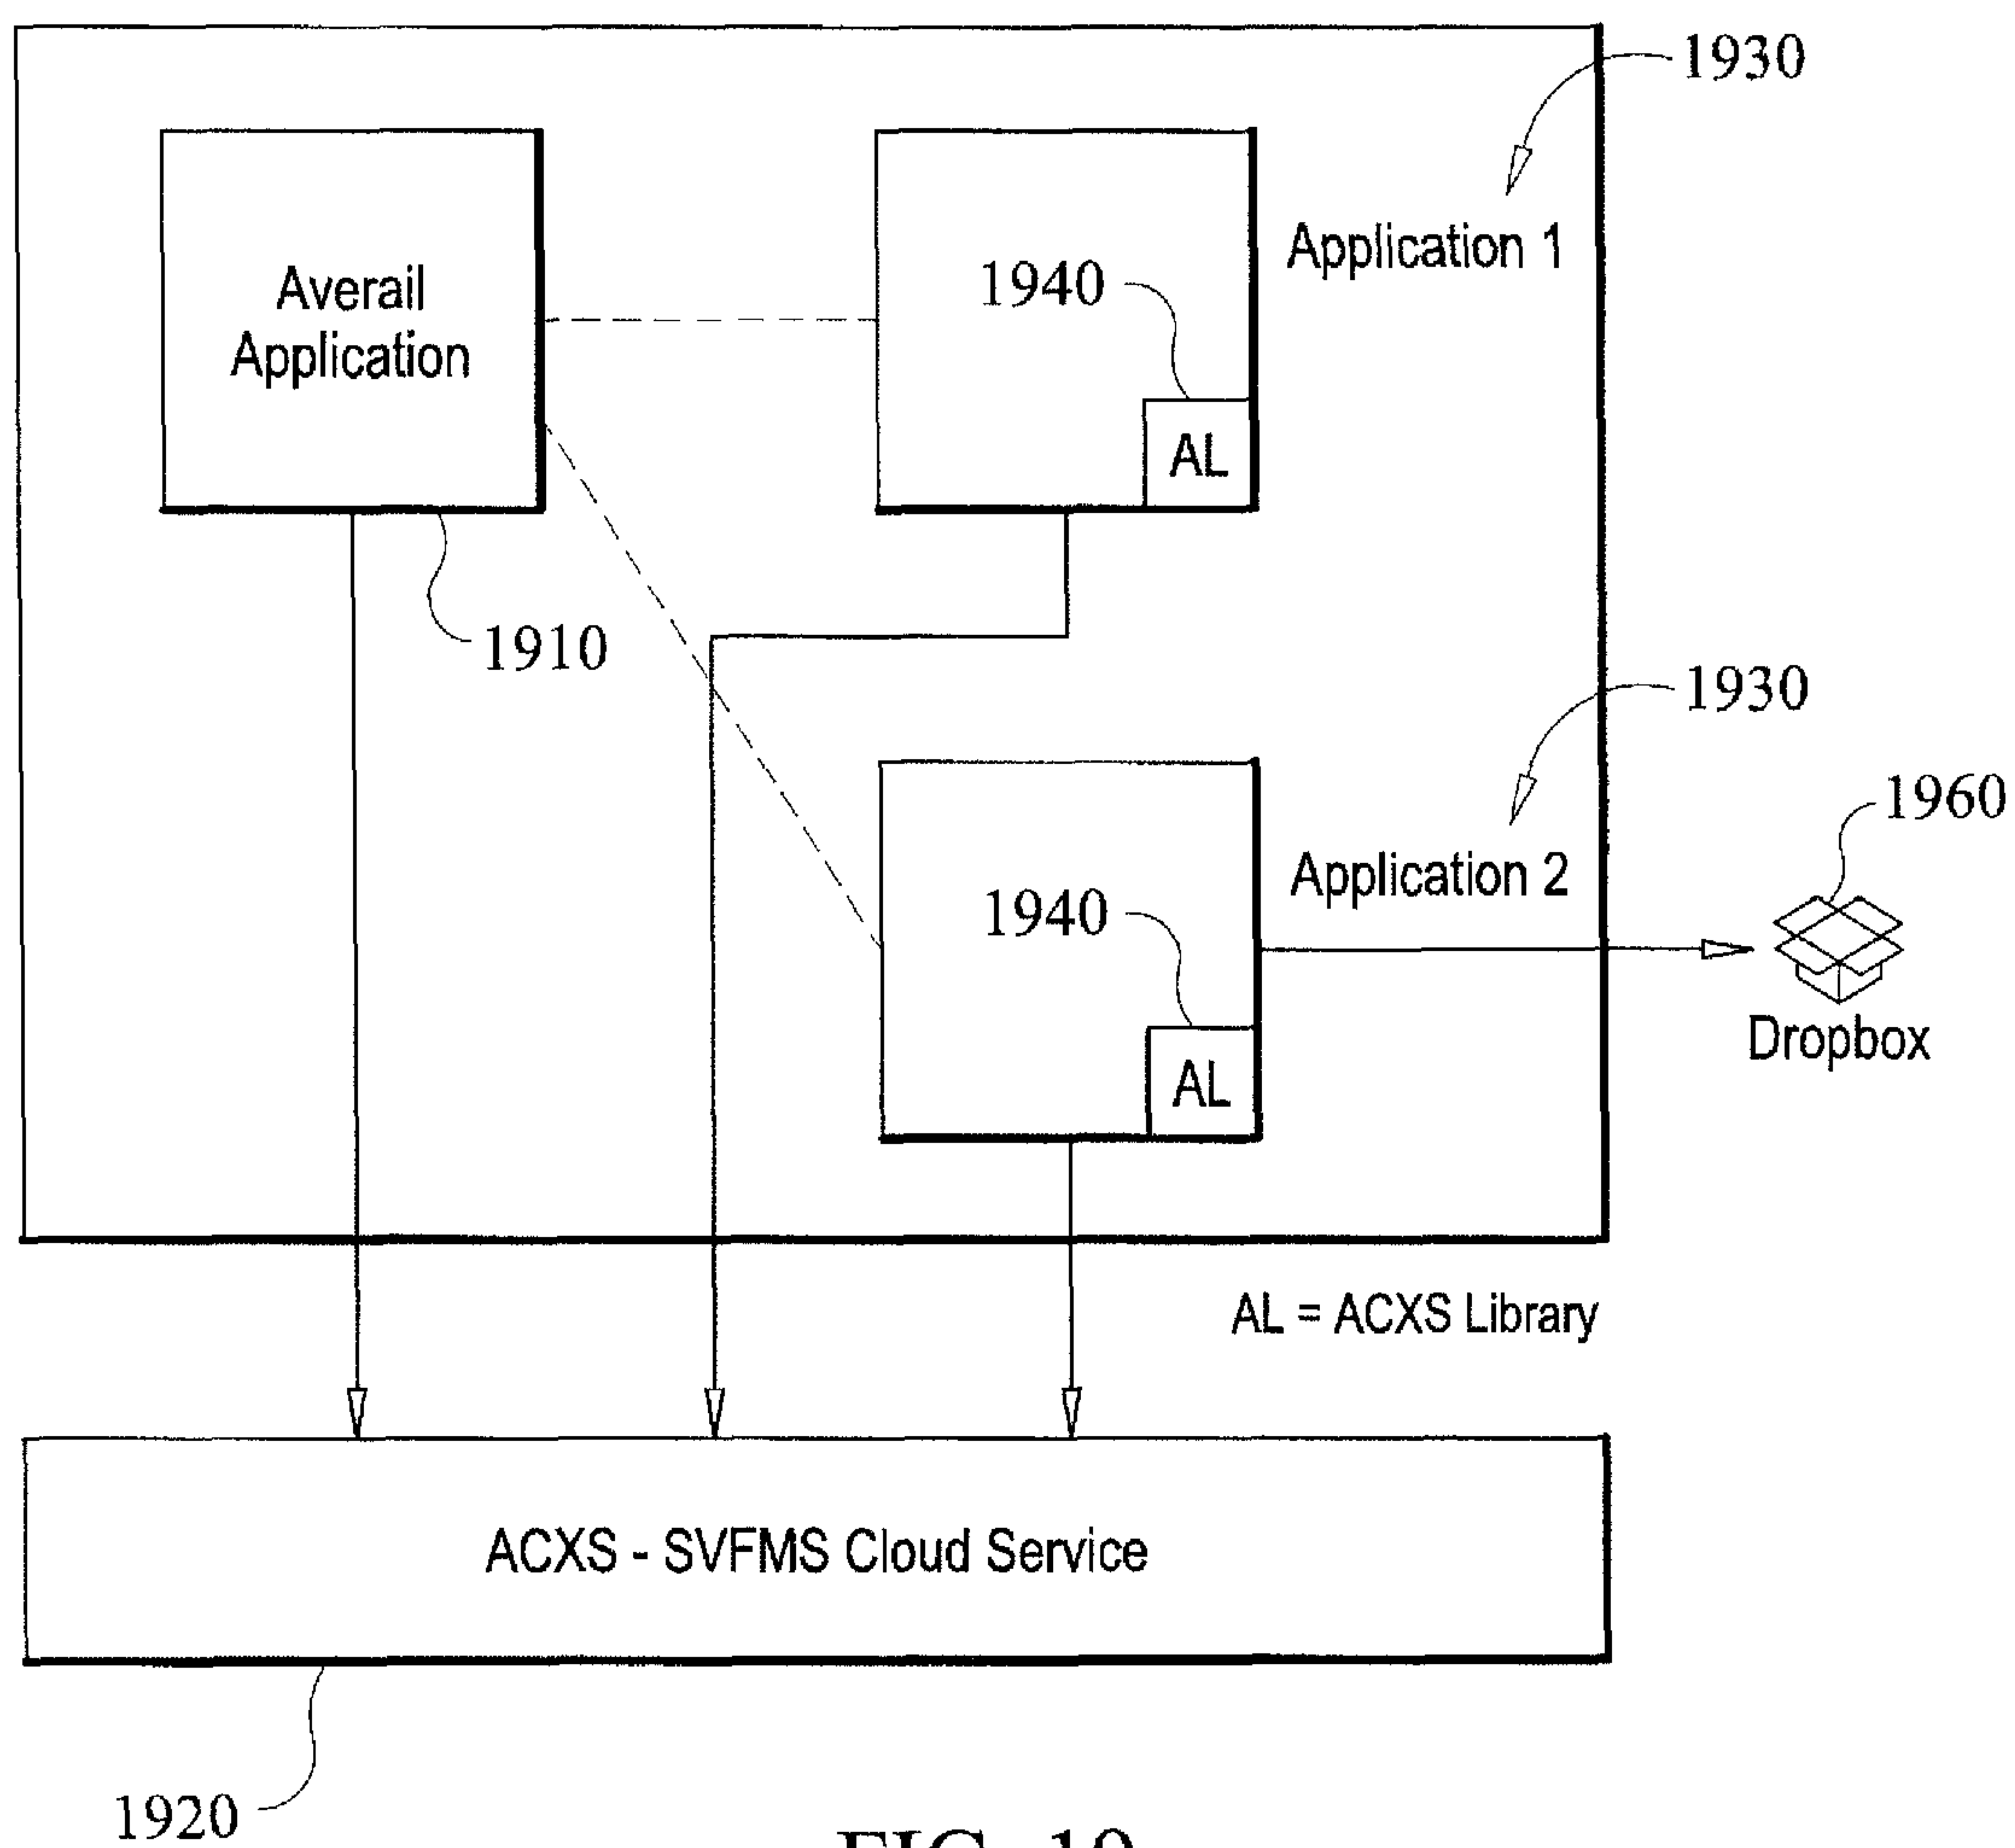 1930
Averail
Application
1940
Application 1
AL
1910
1930
1960
1940
Application 2
AL
Dropbox
AL = ACXS Library
ACXS - SVFMS Cloud Service
1920